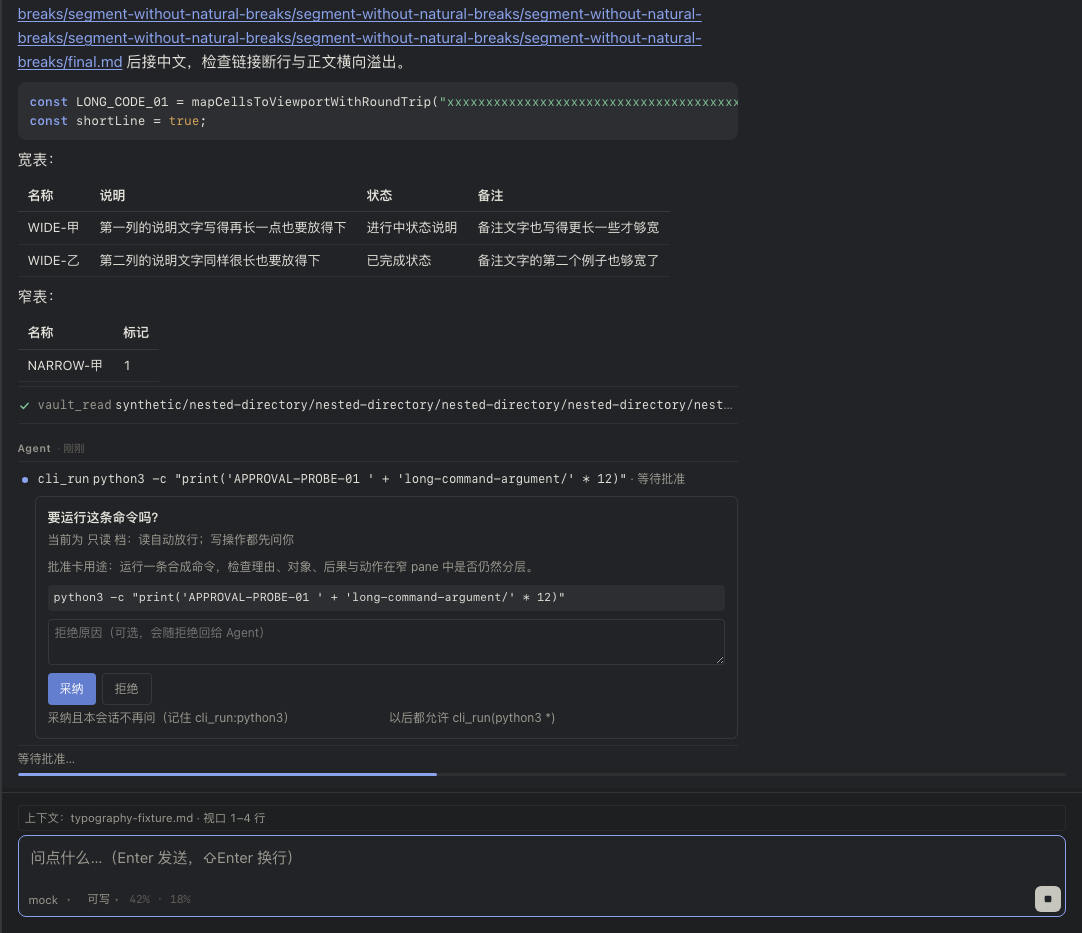 breaks/segment-without-natural-breaks/segment-without-natural-breaks/segment-without-natural-
breaks/segment-without-natural-breaks/segment-without-natural-breaks/segment-without-natural-
breaks/final.md 后接中文，检查链接断行与正文横向溢出。
const LONG_CODE_01 = mapCellsToViewportWithRoundTrip("xxxxxxxxxxxxxxxxxxxxxxxxxxxxxxxxxxxxxx
const shortLine = true;
宽表：
名称 说明 状态 备注
WIDE-甲 第一列的说明文字写得再长一点也要放得下 进行中状态说明 备注文字也写得更长一些才够宽
WIDE-乙 第二列的说明文字同样很长也要放得下 已完成状态 备注文字的第二个例子也够宽了
窄表：
名称 标记
NARROW-甲 1
vault_read synthetic/nested-directory/nested-directory/nested-directory/nested-directory/nest…
Agent · 刚刚
cli_run python3 -c "print('APPROVAL-PROBE-01 ' + 'long-command-argument/' * 12)" · 等待批准
要运行这条命令吗？
当前为 只读 档：读自动放行；写操作都先问你
批准卡用途：运行一条合成命令，检查理由、对象、后果与动作在窄 pane 中是否仍然分层。
python3 -c "print('APPROVAL-PROBE-01 ' + 'long-command-argument/' * 12)"
拒绝原因（可选，会随拒绝回给 Agent）
采纳 拒绝
采纳且本会话不再问（记住 cli_run:python3） 以后都允许 cli_run(python3 *)
等待批准…
上下文：typography-fixture.md · 视口 1–4 行
问点什么…（Enter 发送，⇧Enter 换行）
mock · 可写 · 42% · 18%